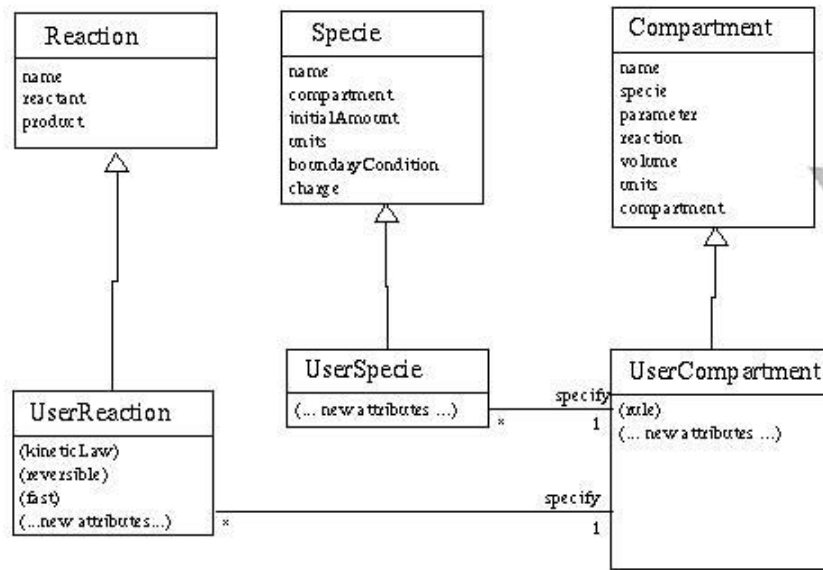 Reaction
name
reactant
product
Specie
name
compartment
initialAmount
units
boundaryCondition
charge
Compartment
name
specie
parameter
reaction
volume
units
compartment
UserReaction
(kineticLaw)
(reversible)
(fast)
(...new attributes...)
UserSpecie
(... new attributes ...)
UserCompartment
(rule)
(... new attributes ...)
specify
*
1
specify
*
1